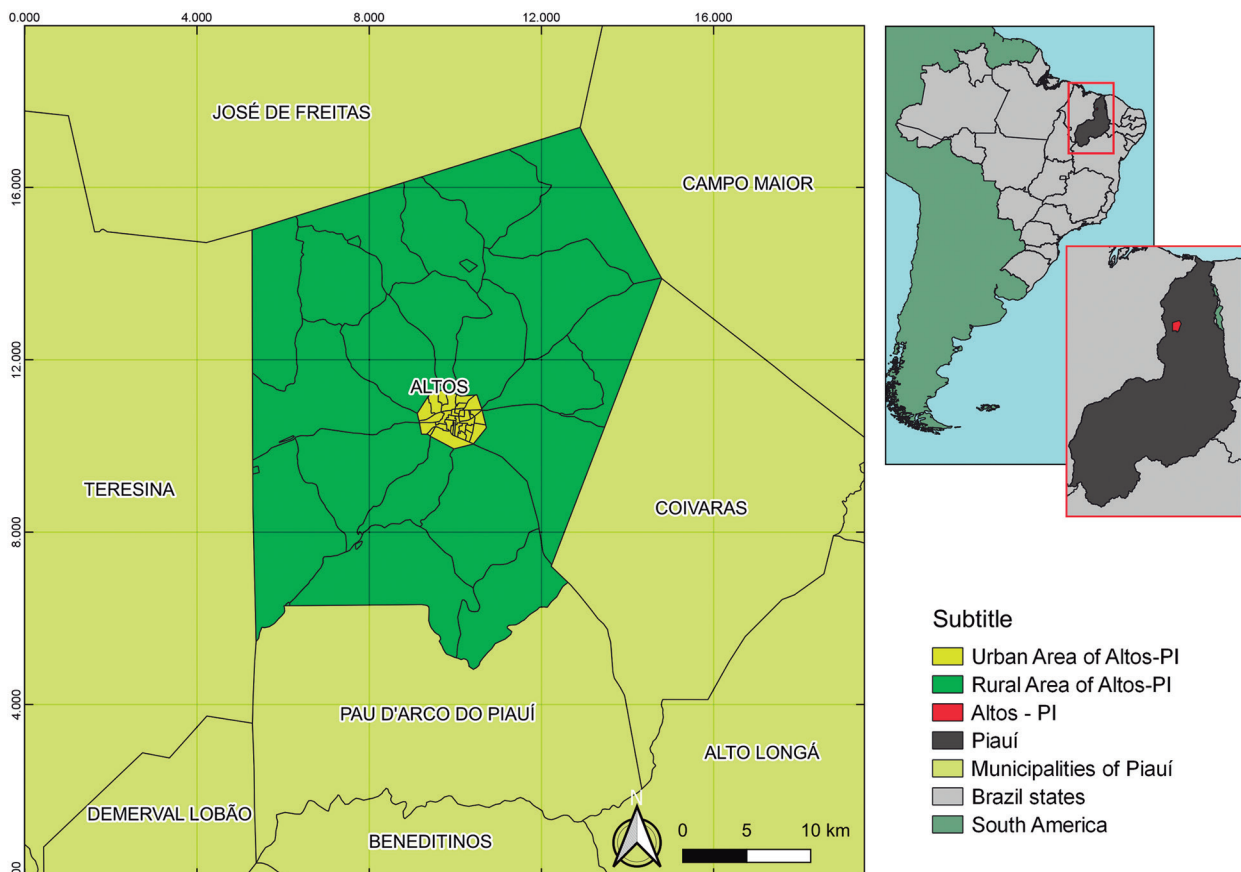 0.000
4.000
8.000
12.000
16.000
16.000
12.000
8.000
4.000
JOSÉ DE FREITAS
CAMPO MAIOR
ALTOS
TERESINA
COIVARAS
PAU D'ARCO DO PIAUÍ
ALTO LONGÁ
DEMERVAL LOBÃO
BENEDITINOS
N
0 5 10 km
Subtitle
Urban Area of Altos-PI
Rural Area of Altos-PI
Altos - PI
Piauí
Municipalities of Piauí
Brazil states
South America